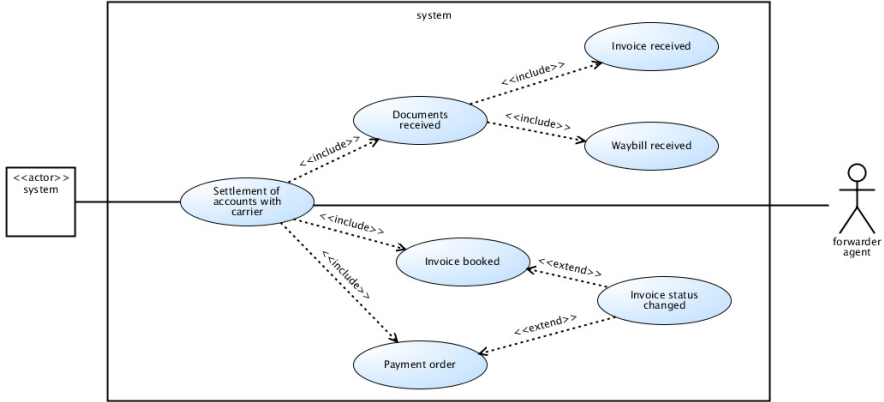 system
Invoice received
<<include>>
Documents
received
<<include>>
Waybill received
<<include>>
<<actor>>
system
Settlement of
accounts with
carrier
<<include>>
forwarder
agent
Invoice booked
<<extend>>
<<include>>
Invoice status
changed
<<extend>>
Payment order